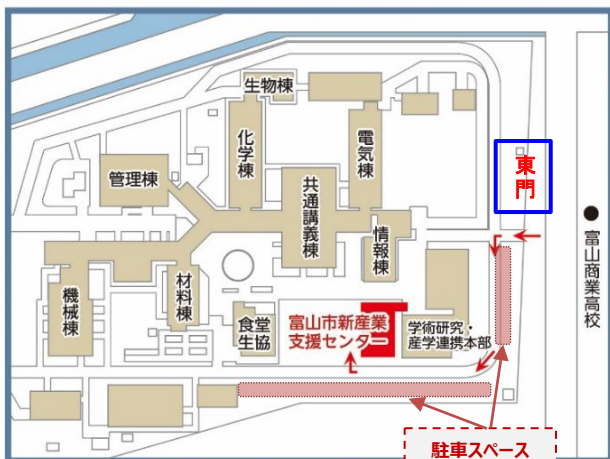 生物棟
化学棟
電気棟
東門
管理棟
共通講義棟
情報棟
富山商業高校
機械棟
材料棟
食堂
生協
富山市新産業
支援センター
学術研究・
産学連携本部
駐車スペース